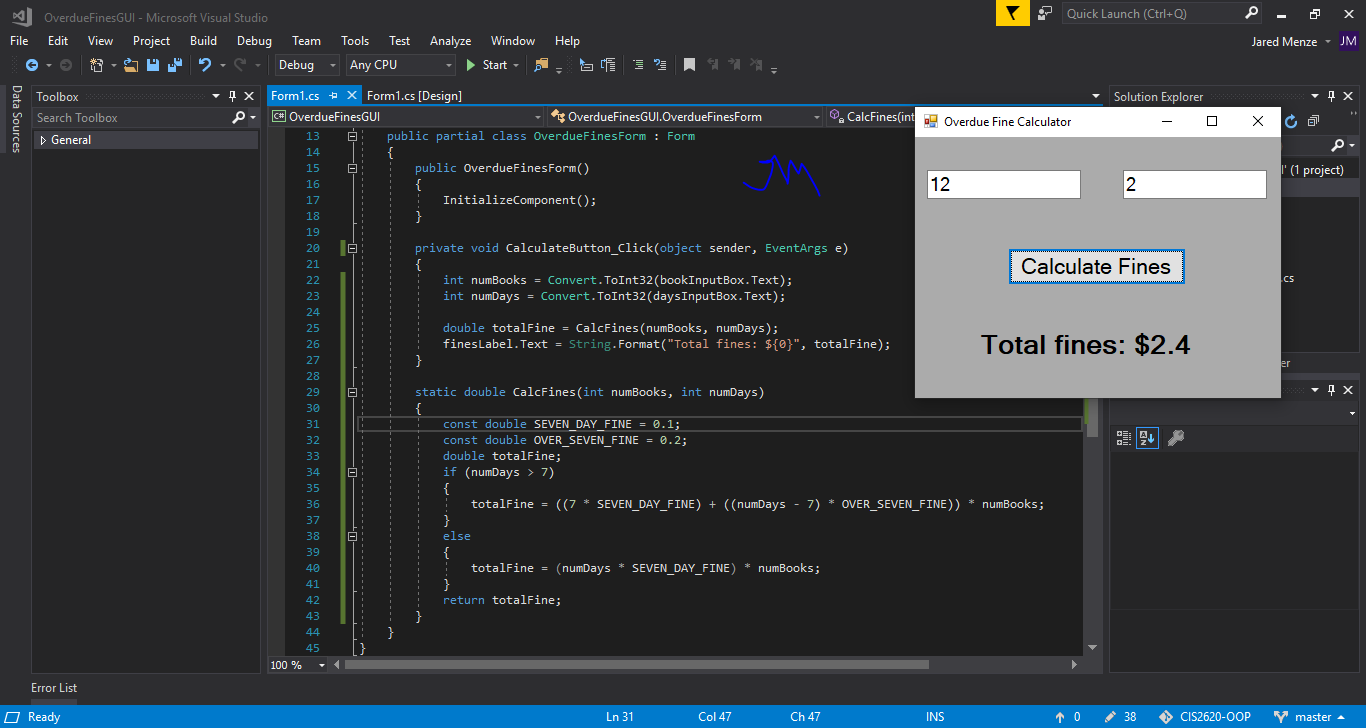 OverdueFinesGUI - Microsoft Visual Studio
Quick Launch (Ctrl+Q)
File Edit View Project Build Debug Team Tools Test Analyze Window Help
Jared Menze JM
Debug Any CPU Start
Data Sources
Toolbox
Search Toolbox
General
Form1.cs Form1.cs [Design]
C# OverdueFinesGUI OverdueFinesGUI.OverdueFinesForm CalcFines(int
13 public partial class OverdueFinesForm : Form
14 {
15 public OverdueFinesForm()
16 {
17 InitializeComponent();
18 }
19
20 private void CalculateButton_Click(object sender, EventArgs e)
21 {
22 int numBooks = Convert.ToInt32(bookInputBox.Text);
23 int numDays = Convert.ToInt32(daysInputBox.Text);
24
25 double totalFine = CalcFines(numBooks, numDays);
26 finesLabel.Text = String.Format("Total fines: ${0}", totalFine);
27 }
28
29 static double CalcFines(int numBooks, int numDays)
30 {
31 const double SEVEN_DAY_FINE = 0.1;
32 const double OVER_SEVEN_FINE = 0.2;
33 double totalFine;
34 if (numDays > 7)
35 {
36 totalFine = ((7 * SEVEN_DAY_FINE) + ((numDays - 7) * OVER_SEVEN_FINE)) * numBooks;
37 }
38 else
39 {
40 totalFine = (numDays * SEVEN_DAY_FINE) * numBooks;
41 }
42 return totalFine;
43 }
44 }
45 }
JM
100 %
Solution Explorer
Overdue Fine Calculator
12 2
Calculate Fines
Total fines: $2.4
' (1 project)
.cs
er
Error List
Ready Ln 31 Col 47 Ch 47 INS 0 38 CIS2620-OOP master